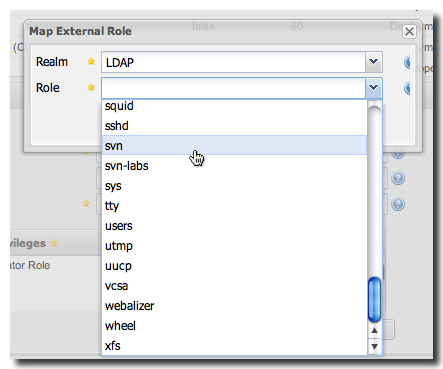 false 60
Map External Role
Realm LDAP
Role
squid
sshd
svn
svn-labs
sys
tty
users
utmp
uucp
vcsa
webalizer
wheel
xfs
vileges
ator Role